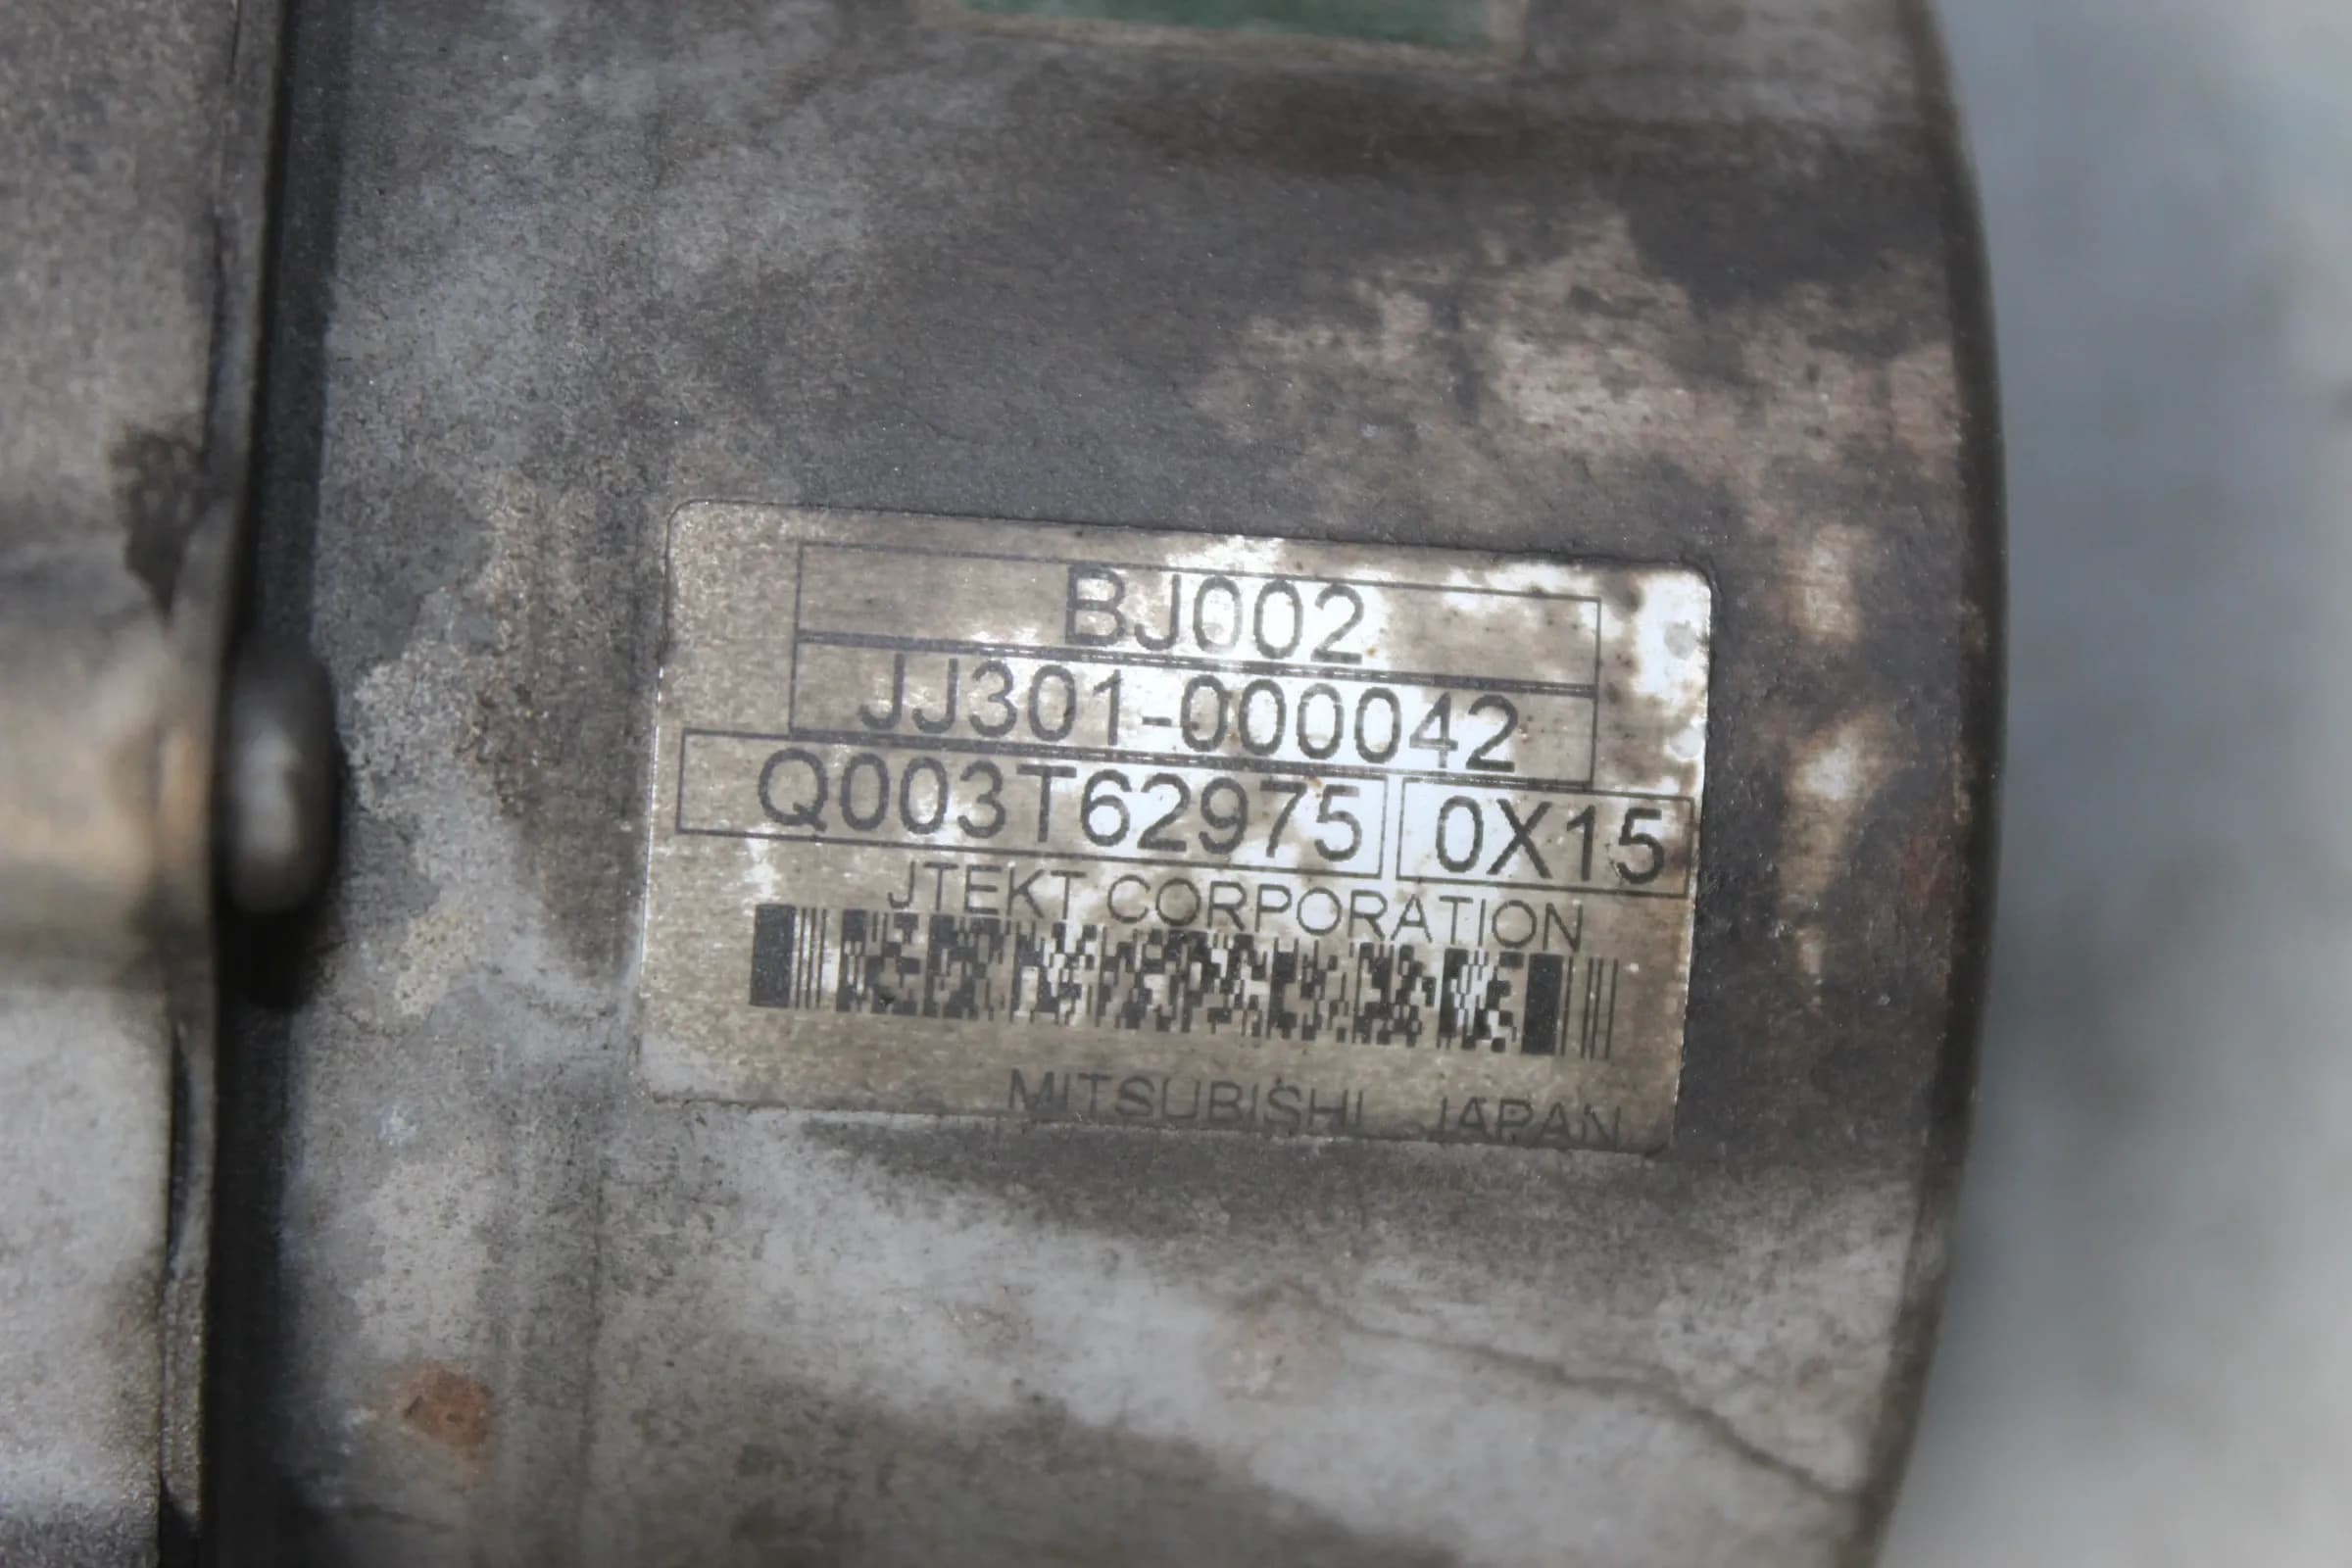 BJ002
JJ301-000042
Q003T62975 0X15
JTEKT CORPORATION
MITSUBISHI JAPAN